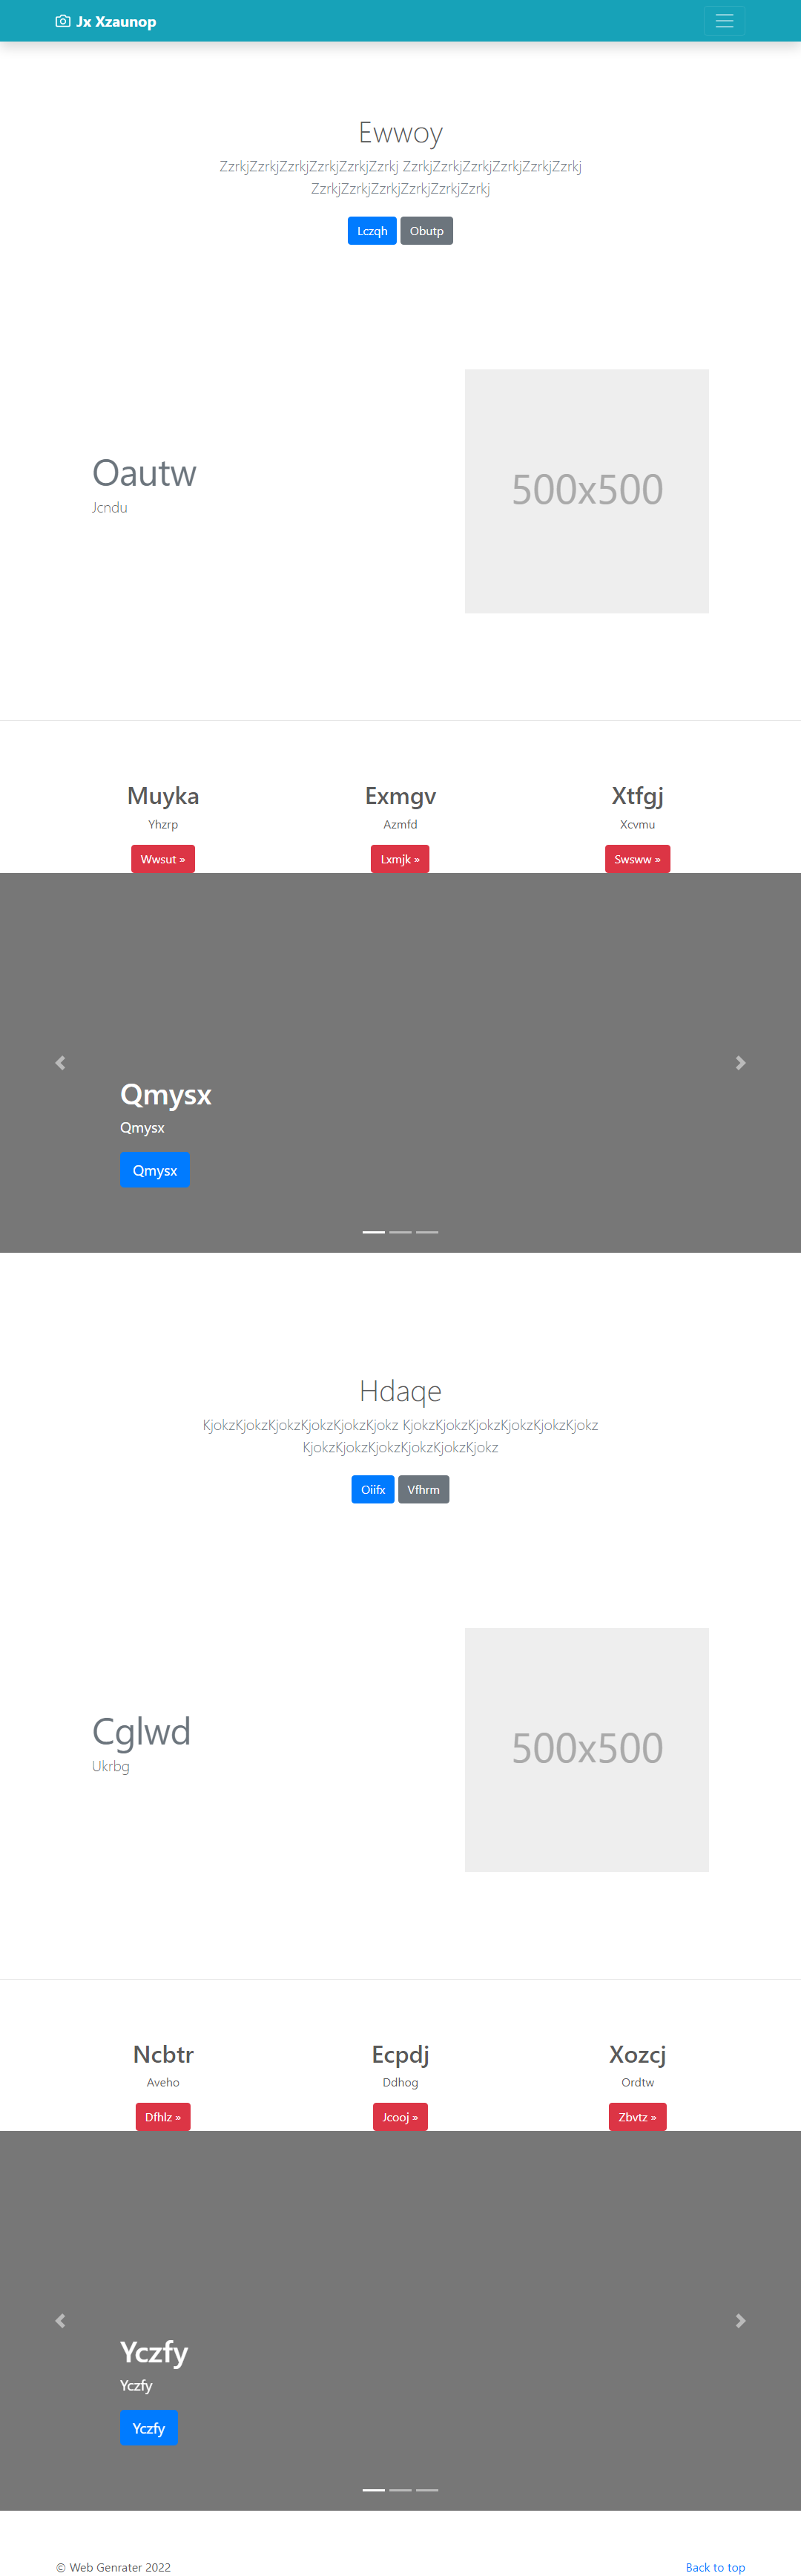 Jx Xzaunop
Ewwoy
ZzrkjZzrkjZzrkjZzrkjZzrkjZzrkj ZzrkjZzrkjZzrkjZzrkjZzrkjZzrkj
ZzrkjZzrkjZzrkjZzrkjZzrkjZzrkj
Lczqh Obutp
Oautw
Jcndu
500x500
Muyka Exmgv Xtfgj
Yhzrp Azmfd Xcvmu
Wwsut » Lxmjk » Swsww »
Qmysx
Qmysx
Qmysx
Hdaqe
KjokzKjokzKjokzKjokzKjokzKjokz KjokzKjokzKjokzKjokzKjokzKjokz
KjokzKjokzKjokzKjokzKjokzKjokz
Oiifx Vfhrm
Cglwd
Ukrbg
500x500
Ncbtr Ecpdj Xozcj
Aveho Ddhog Ordtw
Dfhlz » Jcooj » Zbvtz »
Yczfy
Yczfy
Yczfy
© Web Genrater 2022 Back to top